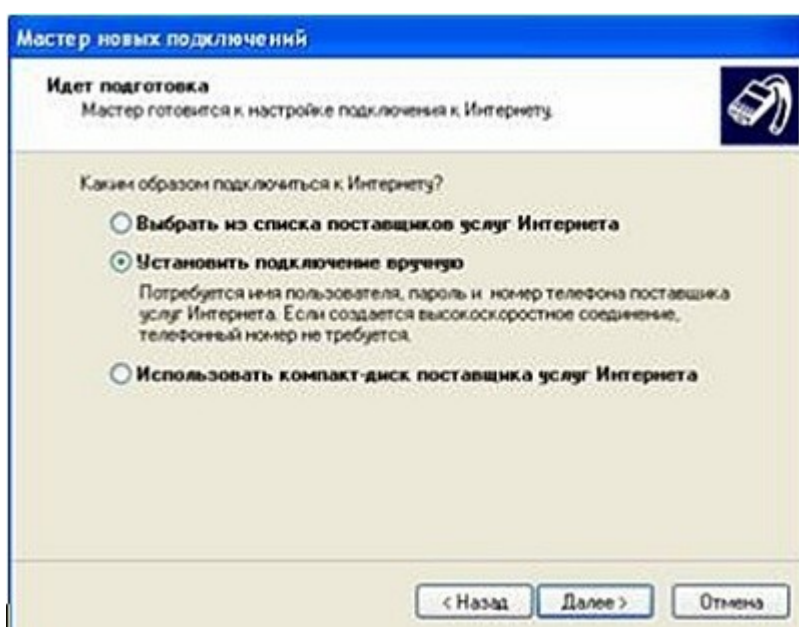 Мастер новых подключений
Идет подготовка
Мастер готовится к настройке подключения к Интернету.
Каким образом подключиться к Интернету?
Выбрать из списка поставщиков услуг Интернета
Установить подключение вручную
Потребуется имя пользователя, пароль и номер телефона поставщика
услуг Интернета. Если создается высокоскоростное соединение,
телефонный номер не требуется.
Использовать компакт-диск поставщика услуг Интернета
< Назад Далее > Отмена